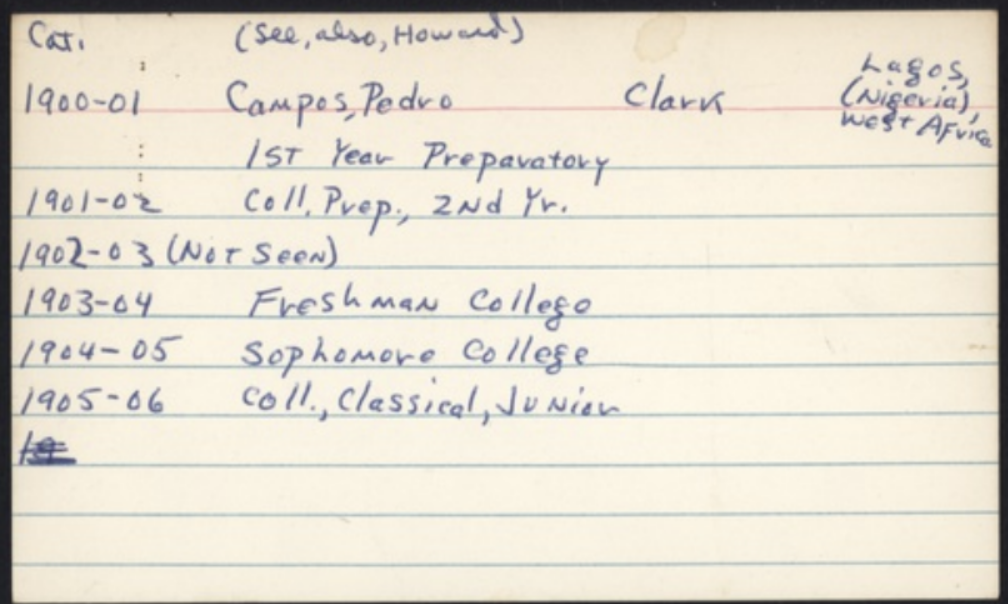 Cat. (See, also, Howard)
1900-01 Campos, Pedro Clark Lagos, (Nigeria), West Africa
1st Year Preparatory
1901-02 Coll. Prep., 2nd Yr.
1902-03 (Not Seen)
1903-04 Freshman College
1904-05 Sophomore College
1905-06 Coll., Classical, Junior